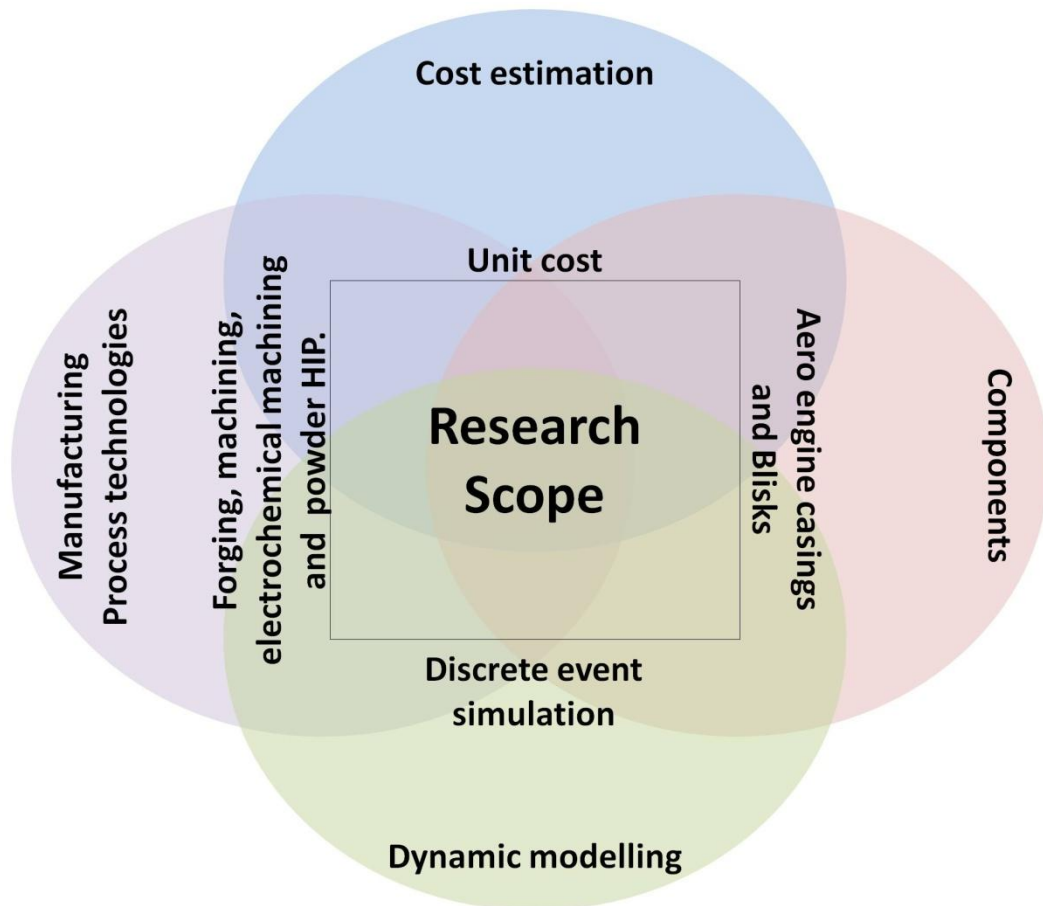 Cost estimation
Unit cost
Manufacturing
Process technologies
Forging, machining,
electrochemical machining
and powder HIP.
Research
Scope
Aero engine casings
and Blisks
Components
Discrete event
simulation
Dynamic modelling